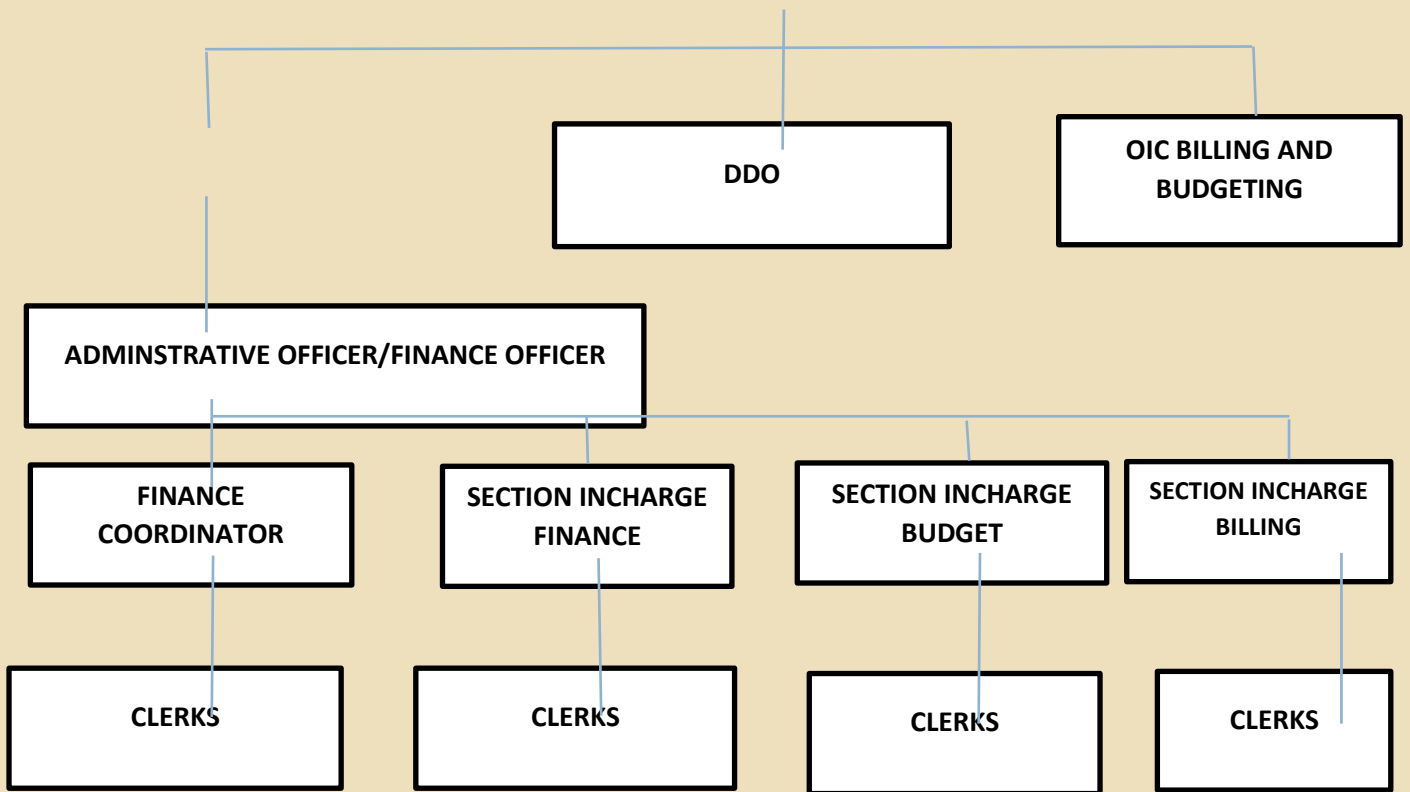 DDO
OIC BILLING AND
BUDGETING
ADMINSTRATIVE OFFICER/FINANCE OFFICER
FINANCE
COORDINATOR
SECTION INCHARGE
FINANCE
SECTION INCHARGE
BUDGET
SECTION INCHARGE
BILLING
CLERKS
CLERKS
CLERKS
CLERKS